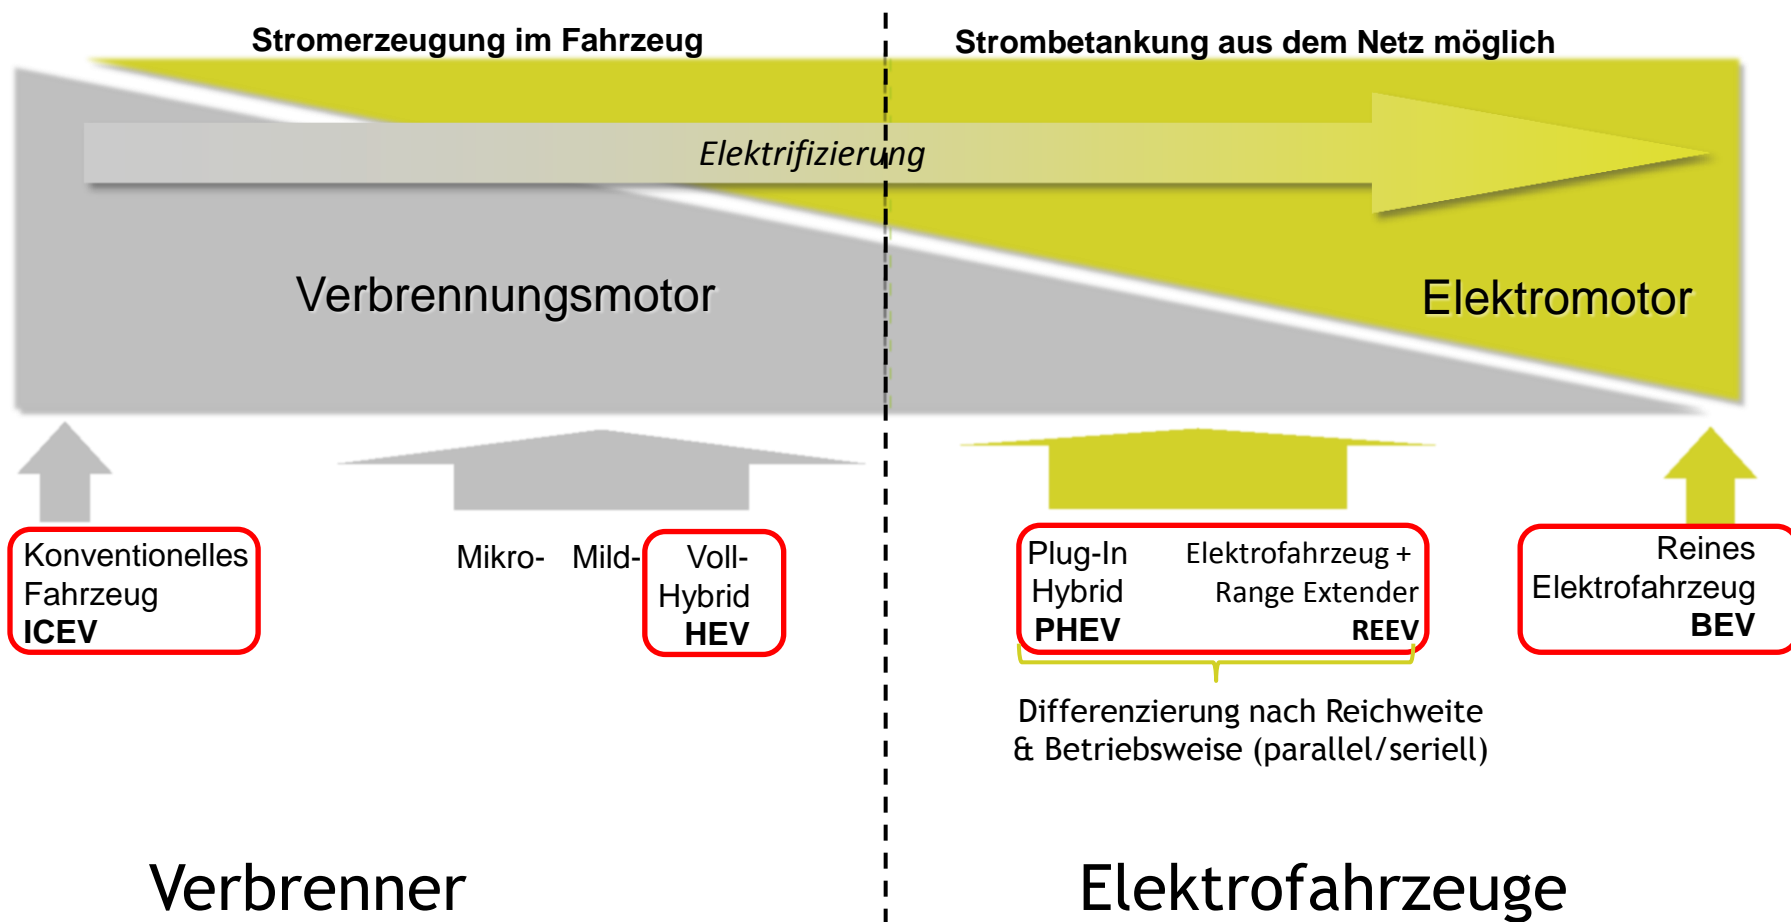 Stromerzeugung im Fahrzeug
Strombetankung aus dem Netz möglich
Elektrifizierung
Verbrennungsmotor
Elektromotor
Konventionelles
Fahrzeug
ICEV
Mikro- Mild- Voll-
Hybrid
HEV
Plug-In
Hybrid
PHEV
Elektrofahrzeug +
Range Extender
REEV
Reines
Elektrofahrzeug
BEV
Differenzierung nach Reichweite
& Betriebsweise (parallel/seriell)
Verbrenner
Elektrofahrzeuge